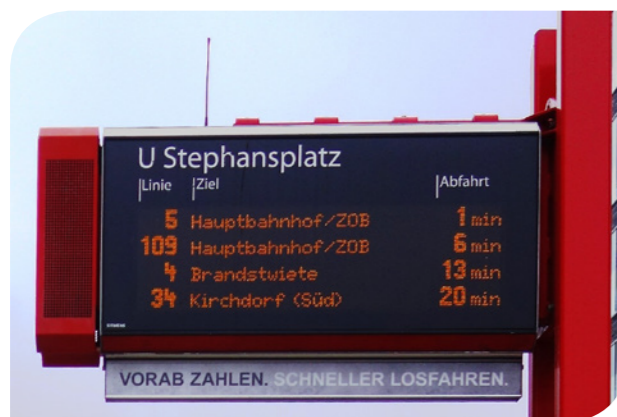 U Stephansplatz
Linie Ziel Abfahrt
5 Hauptbahnhof/ZOB 1 min
109 Hauptbahnhof/ZOB 6 min
4 Brandstwiete 13 min
34 Kirchdorf (Süd) 20 min
VORAB ZAHLEN. SCHNELLER LOSFAHREN.